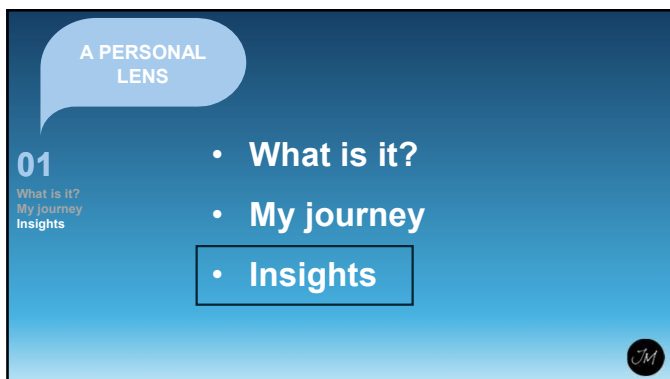 A PERSONAL
LENS
01
What is it?
My journey
Insights
• What is it?
• My journey
• Insights
JM